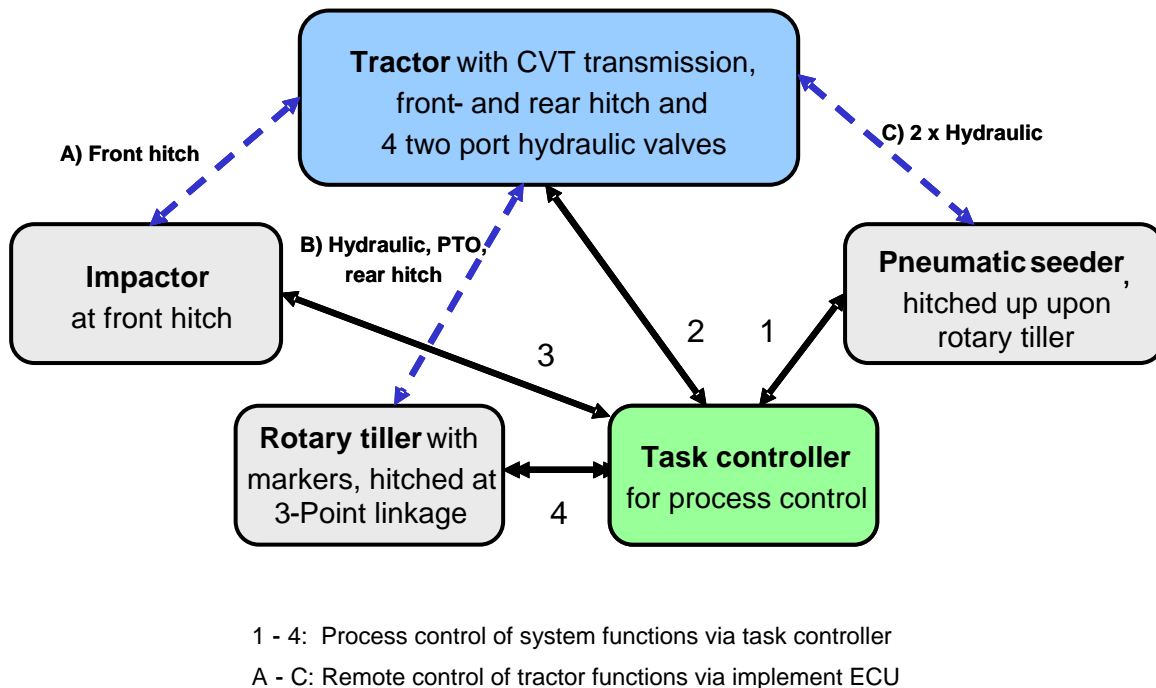 Tractor with CVT transmission,
front- and rear hitch and
4 two port hydraulic valves
A) Front hitch
C) 2 x Hydraulic
B) Hydraulic, PTO,
rear hitch
Impactor
at front hitch
Pneumatic seeder,
hitched up upon
rotary tiller
2
1
3
Rotary tiller with
markers, hitched at
3-Point linkage
4
Task controller
for process control
1 - 4: Process control of system functions via task controller
A - C: Remote control of tractor functions via implement ECU